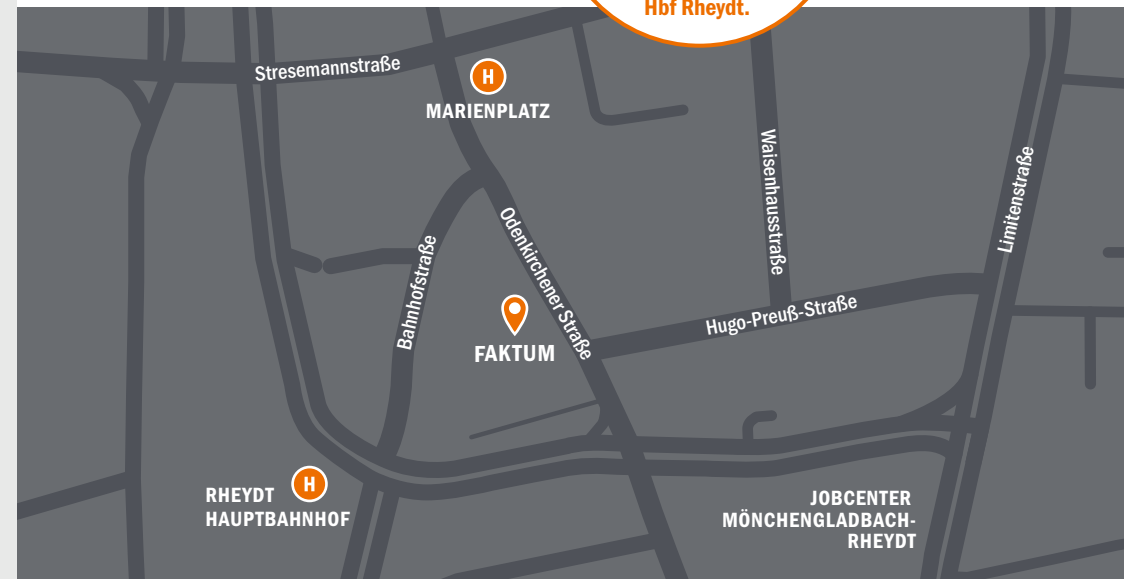 Hbf Rheydt.
Stresemannstraße
H
MARIENPLATZ
Waisenhausstraße
Limitenstraße
Odenkirchener Straße
Bahnhofstraße
Hugo-Preuß-Straße
FAKTUM
H
RHEYDT
HAUPTBAHNHOF
JOBCENTER
MÖNCHENGLADBACH-
RHEYDT